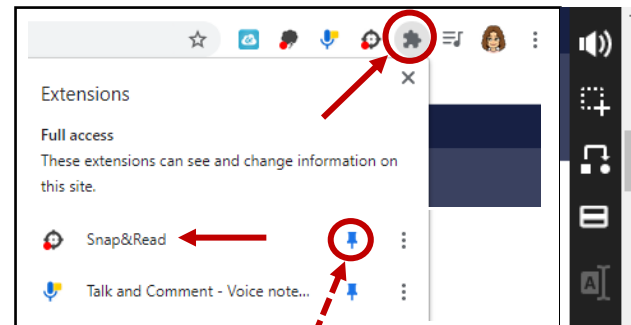 Extensions
Full access
These extensions can see and change information on
this site.
Snap&Read
Talk and Comment - Voice note...
A